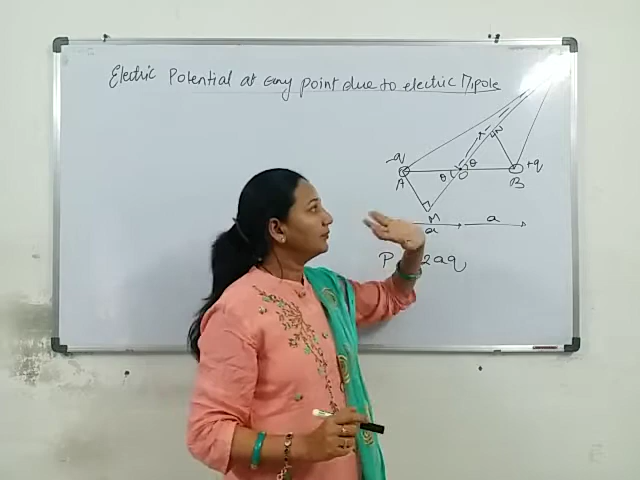 Electric Potential at any point due to electric Dipole
N
-q
θ
θ
O
+q
A
B
M
a
a
P 2aq